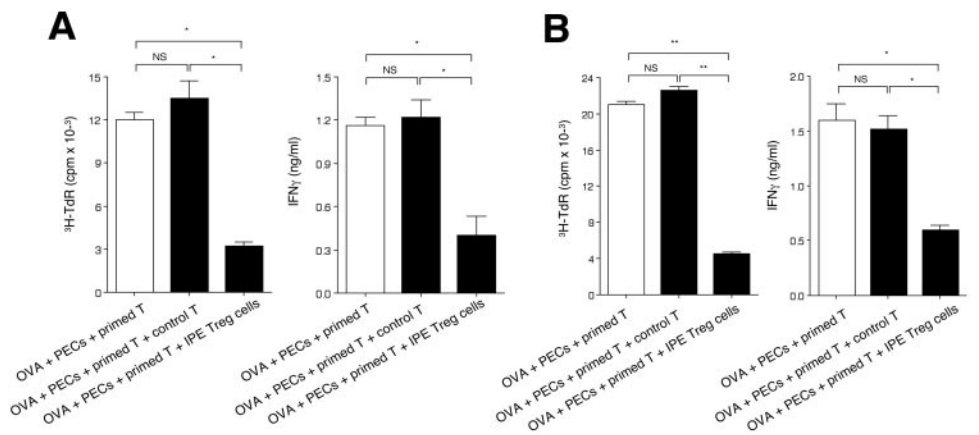 A
*
NS
*
³H-TdR (cpm x 10⁻³)
15
12
9
6
3
0
OVA + PECs + primed T
OVA + PECs + primed T + control T
OVA + PECs + primed T + IPE Treg cells
*
NS
*
IFNγ (ng/ml)
1.5
1.2
0.9
0.6
0.3
0.0
OVA + PECs + primed T
OVA + PECs + primed T + control T
OVA + PECs + primed T + IPE Treg cells
B
**
NS
**
³H-TdR (cpm x 10⁻³)
24
20
16
12
8
4
0
OVA + PECs + primed T
OVA + PECs + primed T + control T
OVA + PECs + primed T + IPE Treg cells
*
NS
*
IFNγ (ng/ml)
2.0
1.5
1.0
0.5
0.0
OVA + PECs + primed T
OVA + PECs + primed T + control T
OVA + PECs + primed T + IPE Treg cells